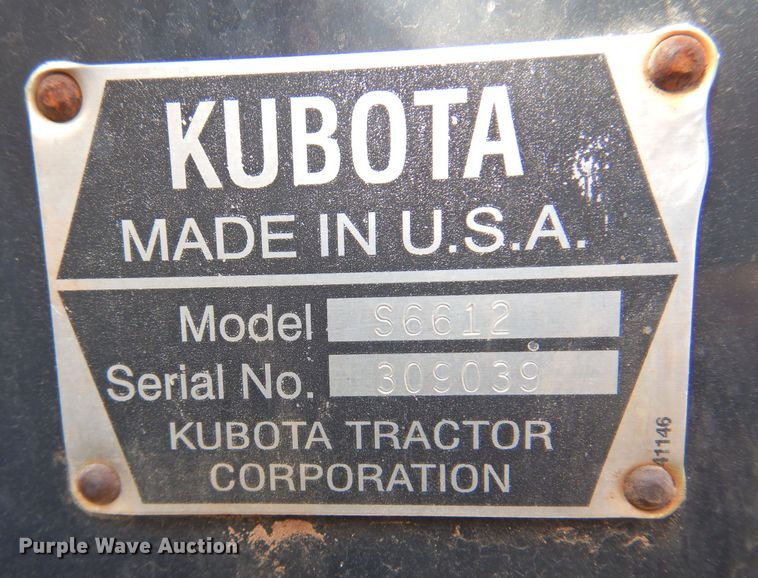 KUBOTA
MADE IN U.S.A.
Model S6612
Serial No. 309039
KUBOTA TRACTOR
CORPORATION
41146
Purple Wave Auction